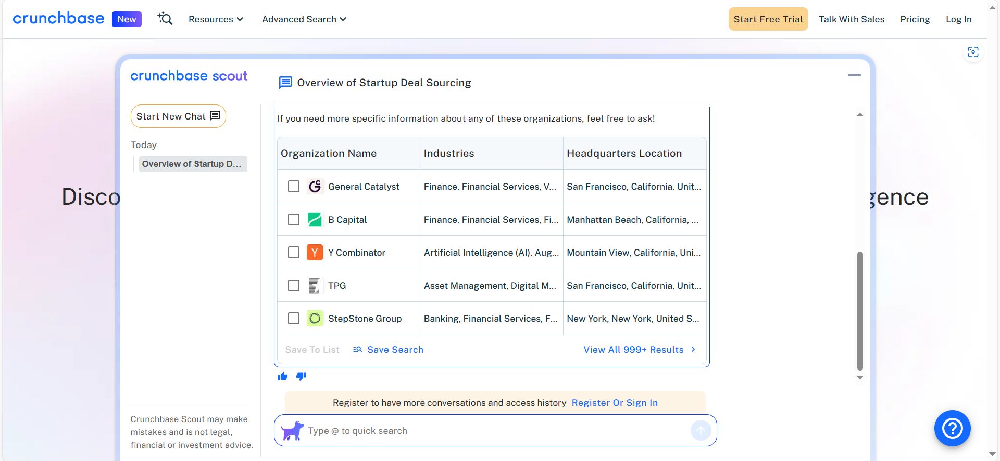 crunchbase New Resources Advanced Search Start Free Trial Talk With Sales Pricing Log In
crunchbase scout
Overview of Startup Deal Sourcing
Start New Chat
Today
Overview of Startup D...
If you need more specific information about any of these organizations, feel free to ask!
Organization Name Industries Headquarters Location
General Catalyst Finance, Financial Services, V... San Francisco, California, Unit...
B Capital Finance, Financial Services, Fi... Manhattan Beach, California, ...
Y Combinator Artificial Intelligence (AI), Aug... Mountain View, California, Uni...
TPG Asset Management, Digital M... San Francisco, California, Unit...
StepStone Group Banking, Financial Services, F... New York, New York, United S...
Save To List Save Search View All 999+ Results
Disco gence
Register to have more conversations and access history Register Or Sign In
Type @ to quick search
Crunchbase Scout may make
mistakes and is not legal,
financial or investment advice.